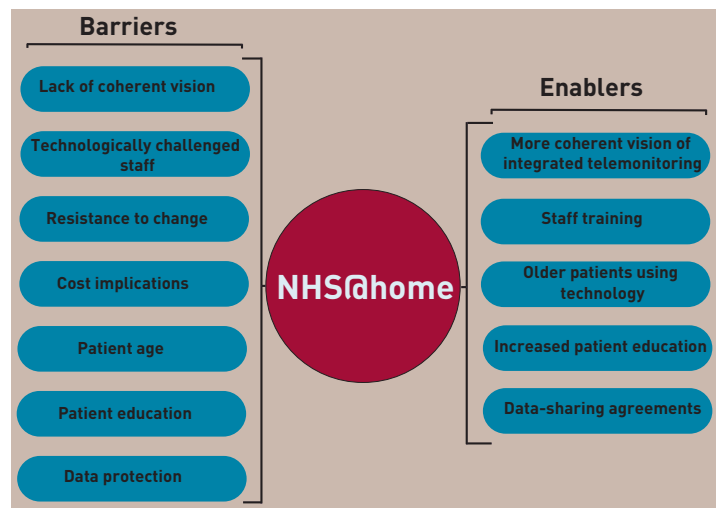 Barriers
Lack of coherent vision
Technologically challenged
staff
Resistance to change
Cost implications
Patient age
Patient education
Data protection
NHS@home
Enablers
More coherent vision of
integrated telemonitoring
Staff training
Older patients using
technology
Increased patient education
Data-sharing agreements